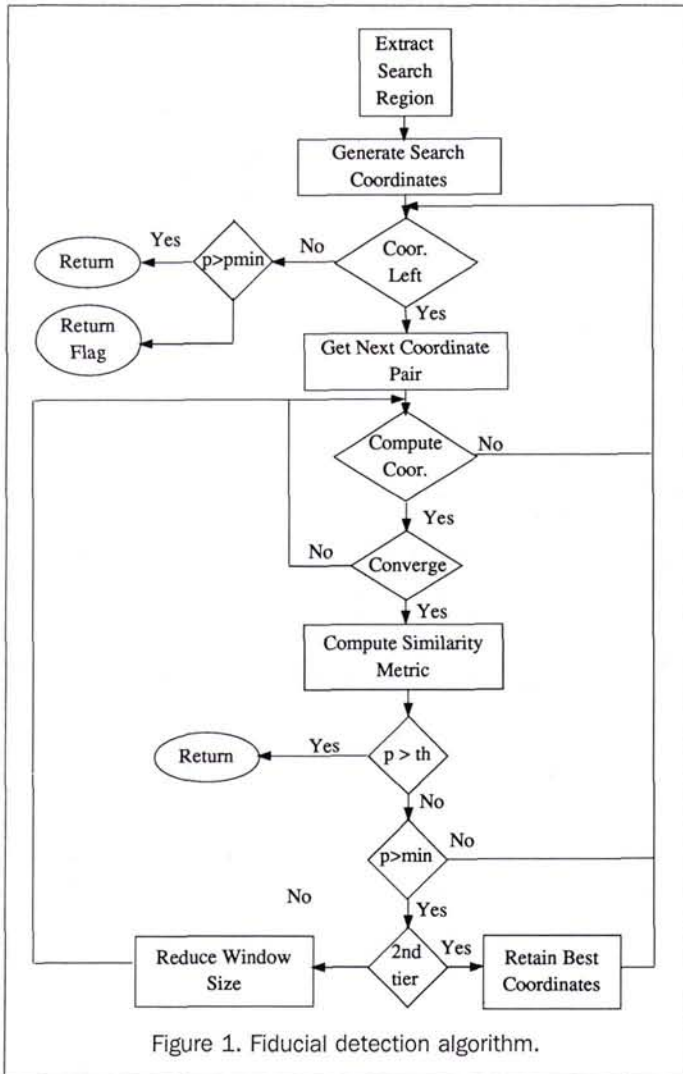 Extract
Search
Region
Generate Search
Coordinates
Coor.
Left
No
p>pmin
Yes
Return
Return
Flag
Yes
Get Next Coordinate
Pair
Compute
Coor.
No
Yes
Converge
No
Yes
Compute Similarity
Metric
p > th
Yes
Return
No
p>min
No
Yes
No
2nd
tier
Yes
Reduce Window
Size
Retain Best
Coordinates
Figure 1. Fiducial detection algorithm.